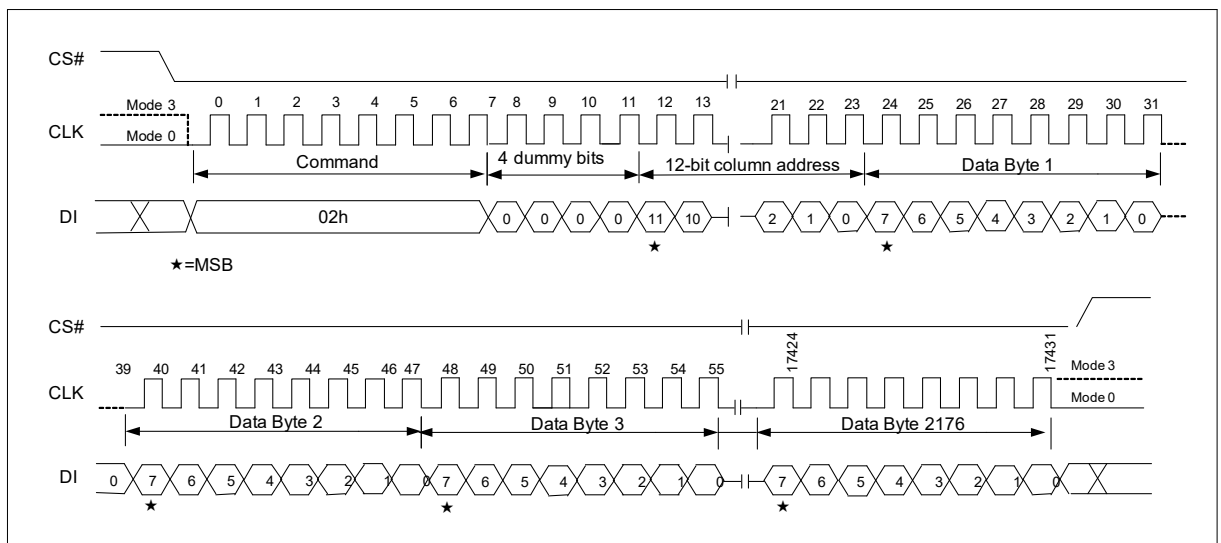 CS#
Mode 3
0 1 2 3 4 5 6 7 8 9 10 11 12 13 21 22 23 24 25 26 27 28 29 30 31
CLK
Mode 0
Command
4 dummy bits
12-bit column address
Data Byte 1
DI
02h
0 0 0 0 11 10 2 1 0 7 6 5 4 3 2 1 0
★ ★
★=MSB
CS#
17424
17431
39 40 41 42 43 44 45 46 47 48 49 50 51 52 53 54 55
Mode 3
CLK
Mode 0
Data Byte 2
Data Byte 3
Data Byte 2176
DI
0 7 6 5 4 3 2 1 0 7 6 5 4 3 2 1 0 7 6 5 4 3 2 1 0
★ ★ ★